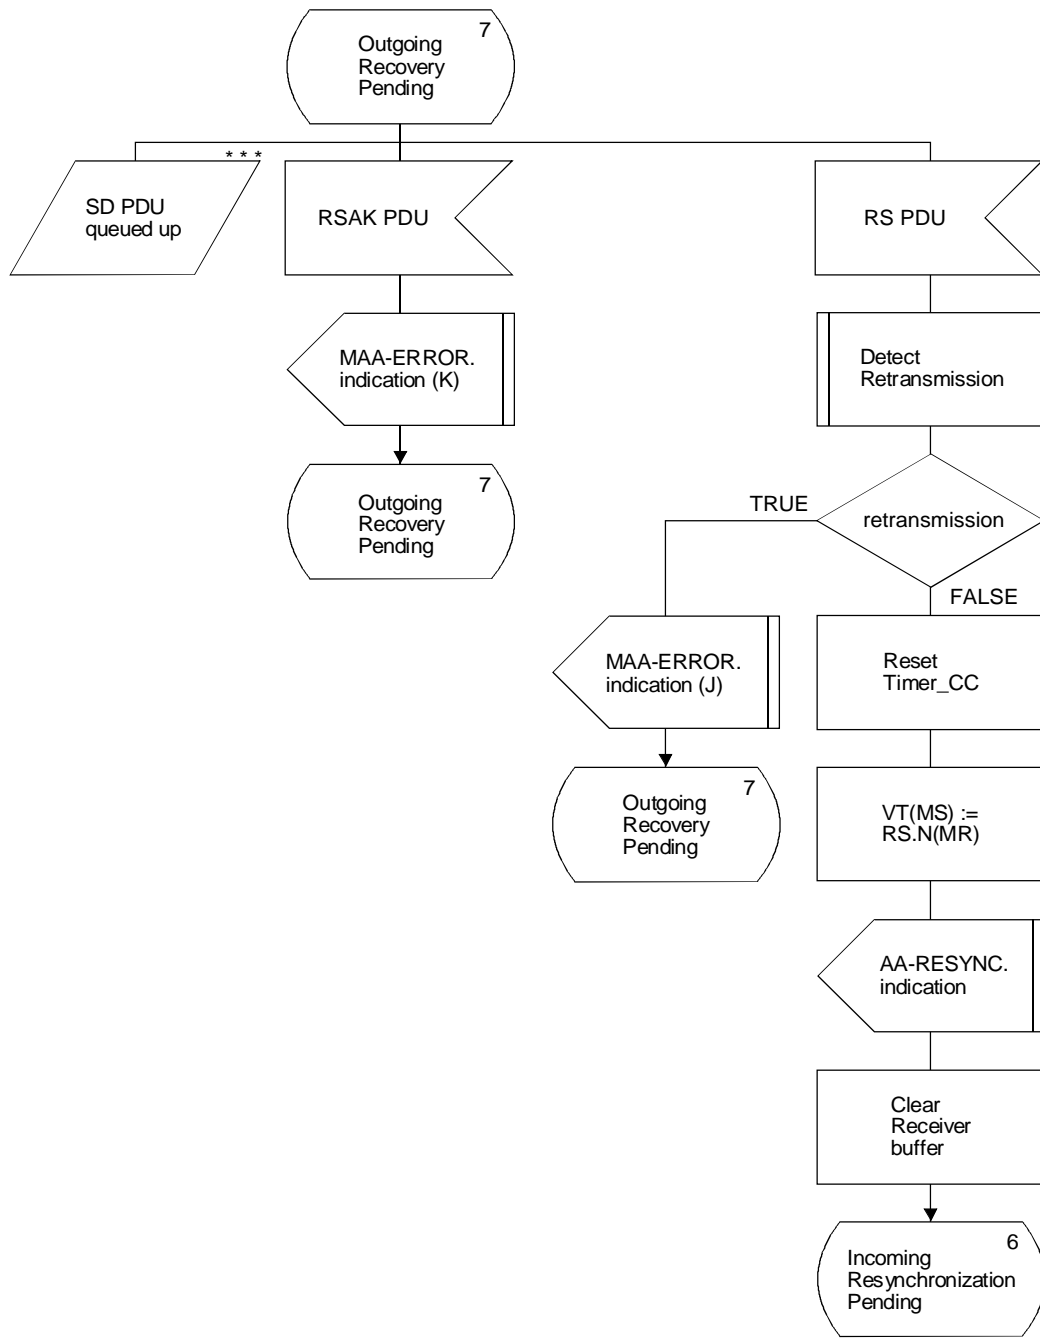 7
Outgoing
Recovery
Pending
* * *
SD PDU
queued up
RSAK PDU
RS PDU
MAA-ERROR.
indication (K)
Detect
Retransmission
7
Outgoing
Recovery
Pending
TRUE
retransmission
FALSE
MAA-ERROR.
indication (J)
Reset
Timer_CC
7
Outgoing
Recovery
Pending
VT(MS) :=
RS.N(MR)
AA-RESYNC.
indication
Clear
Receiver
buffer
6
Incoming
Resynchronization
Pending